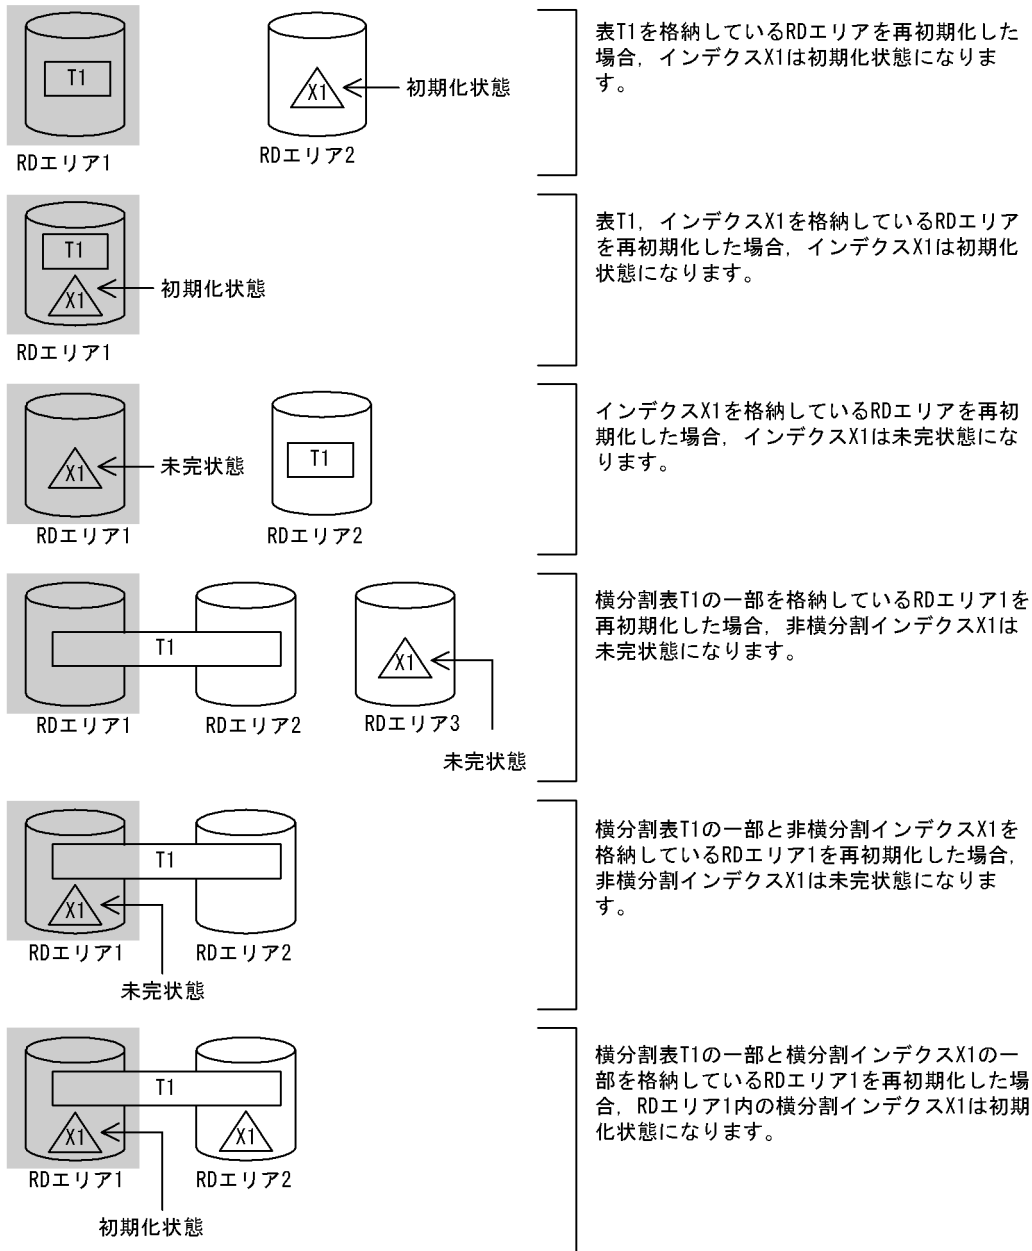 T1
X1
初期化状態
RDエリア1
RDエリア2
表T1を格納しているRDエリアを再初期化した
場合，インデクスX1は初期化状態になりま
す。
T1
X1
初期化状態
RDエリア1
表T1，インデクスX1を格納しているRDエリア
を再初期化した場合，インデクスX1は初期化
状態になります。
X1
未完状態
T1
RDエリア1
RDエリア2
インデクスX1を格納しているRDエリアを再初
期化した場合，インデクスX1は未完状態にな
ります。
T1
X1
RDエリア1
RDエリア2
RDエリア3
未完状態
横分割表T1の一部を格納しているRDエリア1を
再初期化した場合，非横分割インデクスX1は
未完状態になります。
T1
X1
RDエリア1
RDエリア2
未完状態
横分割表T1の一部と非横分割インデクスX1を
格納しているRDエリア1を再初期化した場合，
非横分割インデクスX1は未完状態になりま
す。
T1
X1
X1
RDエリア1
RDエリア2
初期化状態
横分割表T1の一部と横分割インデクスX1の一
部を格納しているRDエリア1を再初期化した場
合，RDエリア1内の横分割インデクスX1は初期
化状態になります。